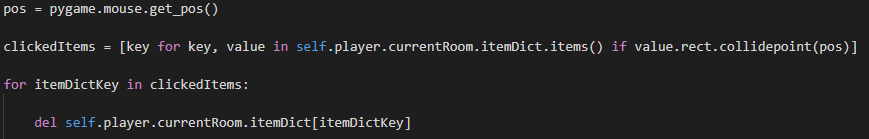 pos = pygame.mouse.get_pos()
clickedItems = [key for key, value in self.player.currentRoom.itemDict.items() if value.rect.collidepoint(pos)]
for itemDictKey in clickedItems:
    del self.player.currentRoom.itemDict[itemDictKey]